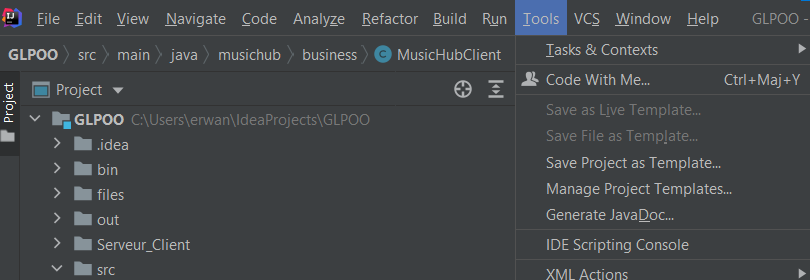 File Edit View Navigate Code Analyze Refactor Build Run Tools VCS Window Help GLPOO -
GLPOO src main java musichub business C MusicHubClient
Tasks & Contexts
Code With Me... Ctrl+Maj+Y
Project
Project
Save as Live Template...
GLPOO C:\Users\erwan\IdeaProjects\GLPOO
Save File as Template...
.idea
Save Project as Template...
bin
Manage Project Templates...
files
Generate JavaDoc...
out
IDE Scripting Console
Serveur_Client
XML Actions
src